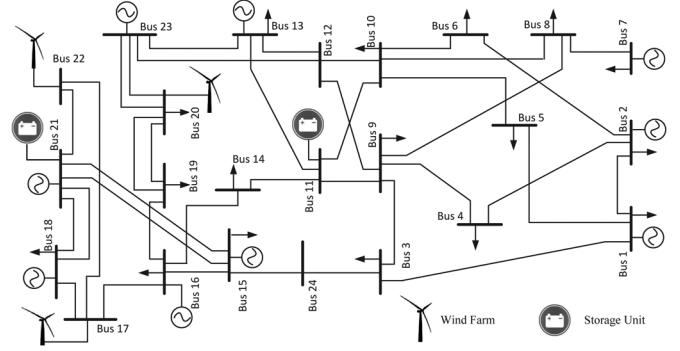 Bus 23
Bus 13
Bus 12
Bus 10
Bus 6
Bus 8
Bus 7
Bus 22
Bus 21
Bus 20
Bus 9
Bus 5
Bus 2
Bus 19
Bus 14
Bus 11
Bus 18
Bus 4
Bus 3
Bus 1
Bus 17
Bus 16
Bus 15
Bus 24
Wind Farm
Storage Unit